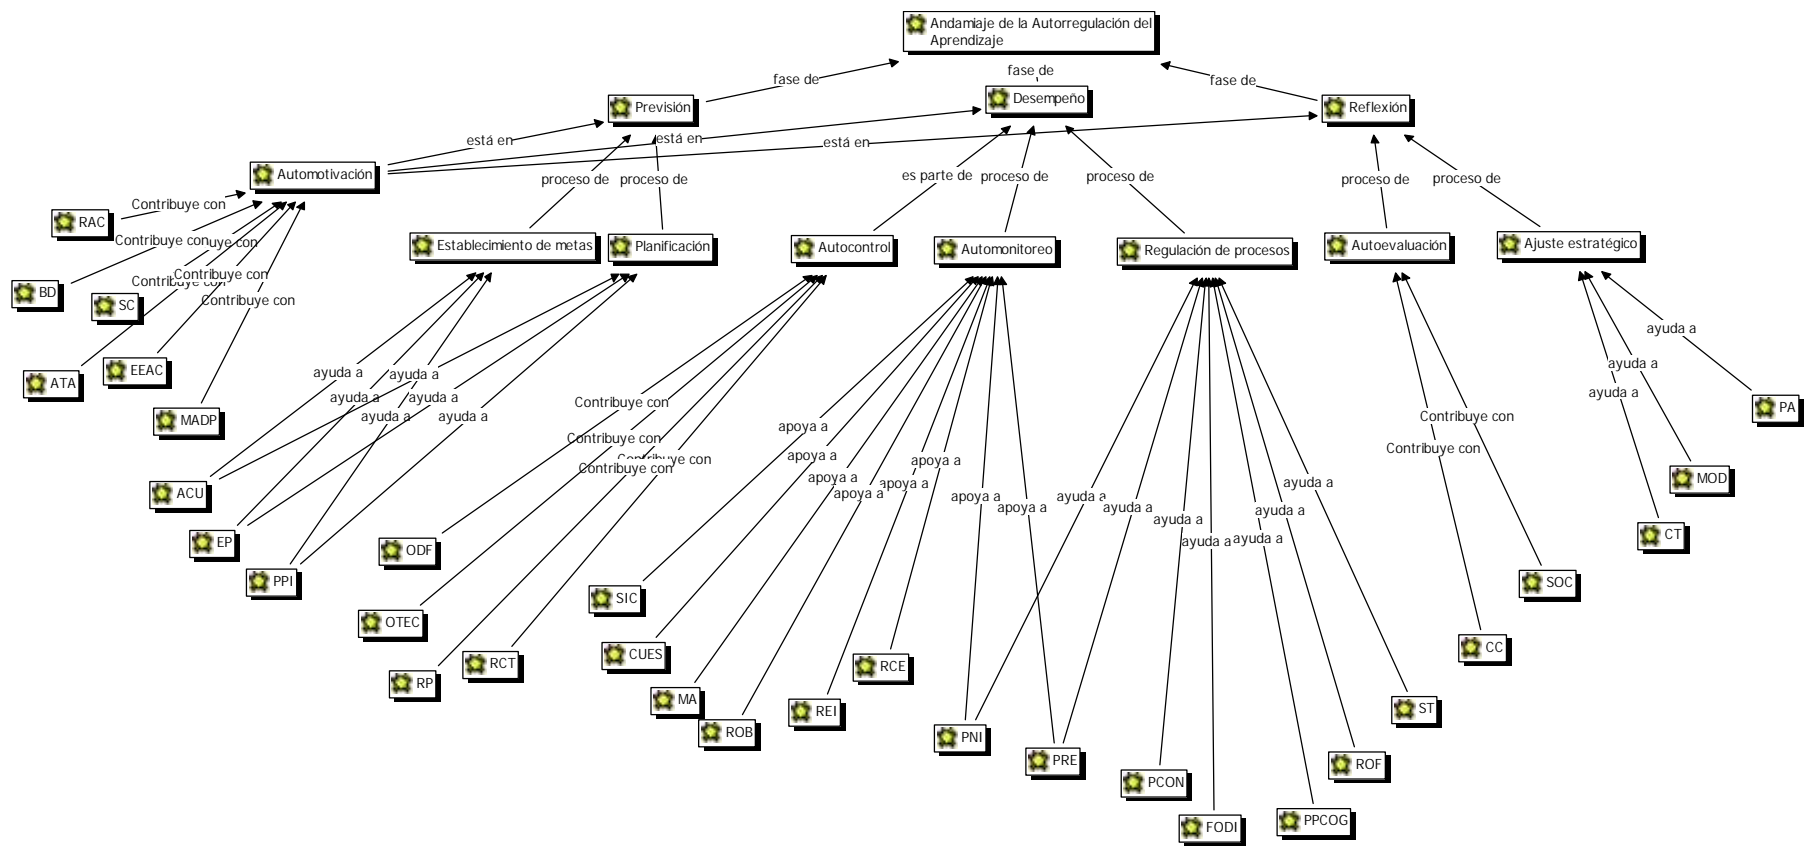 Andamiaje de la Autorregulación del
Aprendizaje
fase de
fase de
fase de
Previsión
Desempeño
Reflexión
está en
está en
está en
Automotivación
proceso de
proceso de
es parte de
proceso de
proceso de
proceso de
proceso de
RAC
Contribuye con
Contribuye con
uye con
Contribuye con
Contribuye con
Contribuye con
Establecimiento de metas
Planificación
Autocontrol
Automonitoreo
Regulación de procesos
Autoevaluación
Ajuste estratégico
BD
SC
ATA
EEAC
MADP
ayuda a
ayuda a
ayuda a
ayuda a
ayuda a
ayuda a
Contribuye con
Contribuye con
Contribuye con
Contribuye con
apoya a
apoya a
apoya a
apoya a
apoya a
apoya a
apoya a
apoya a
ayuda a
ayuda a
ayuda a
ayuda a
ayuda a
ayuda a
ayuda a
Contribuye con
Contribuye con
ayuda a
ayuda a
ayuda a
PA
MOD
CT
ACU
EP
PPI
ODF
OTEC
RP
RCT
SIC
CUES
MA
ROB
REI
RCE
PNI
PRE
PCON
FODI
PPCOG
ROF
ST
CC
SOC